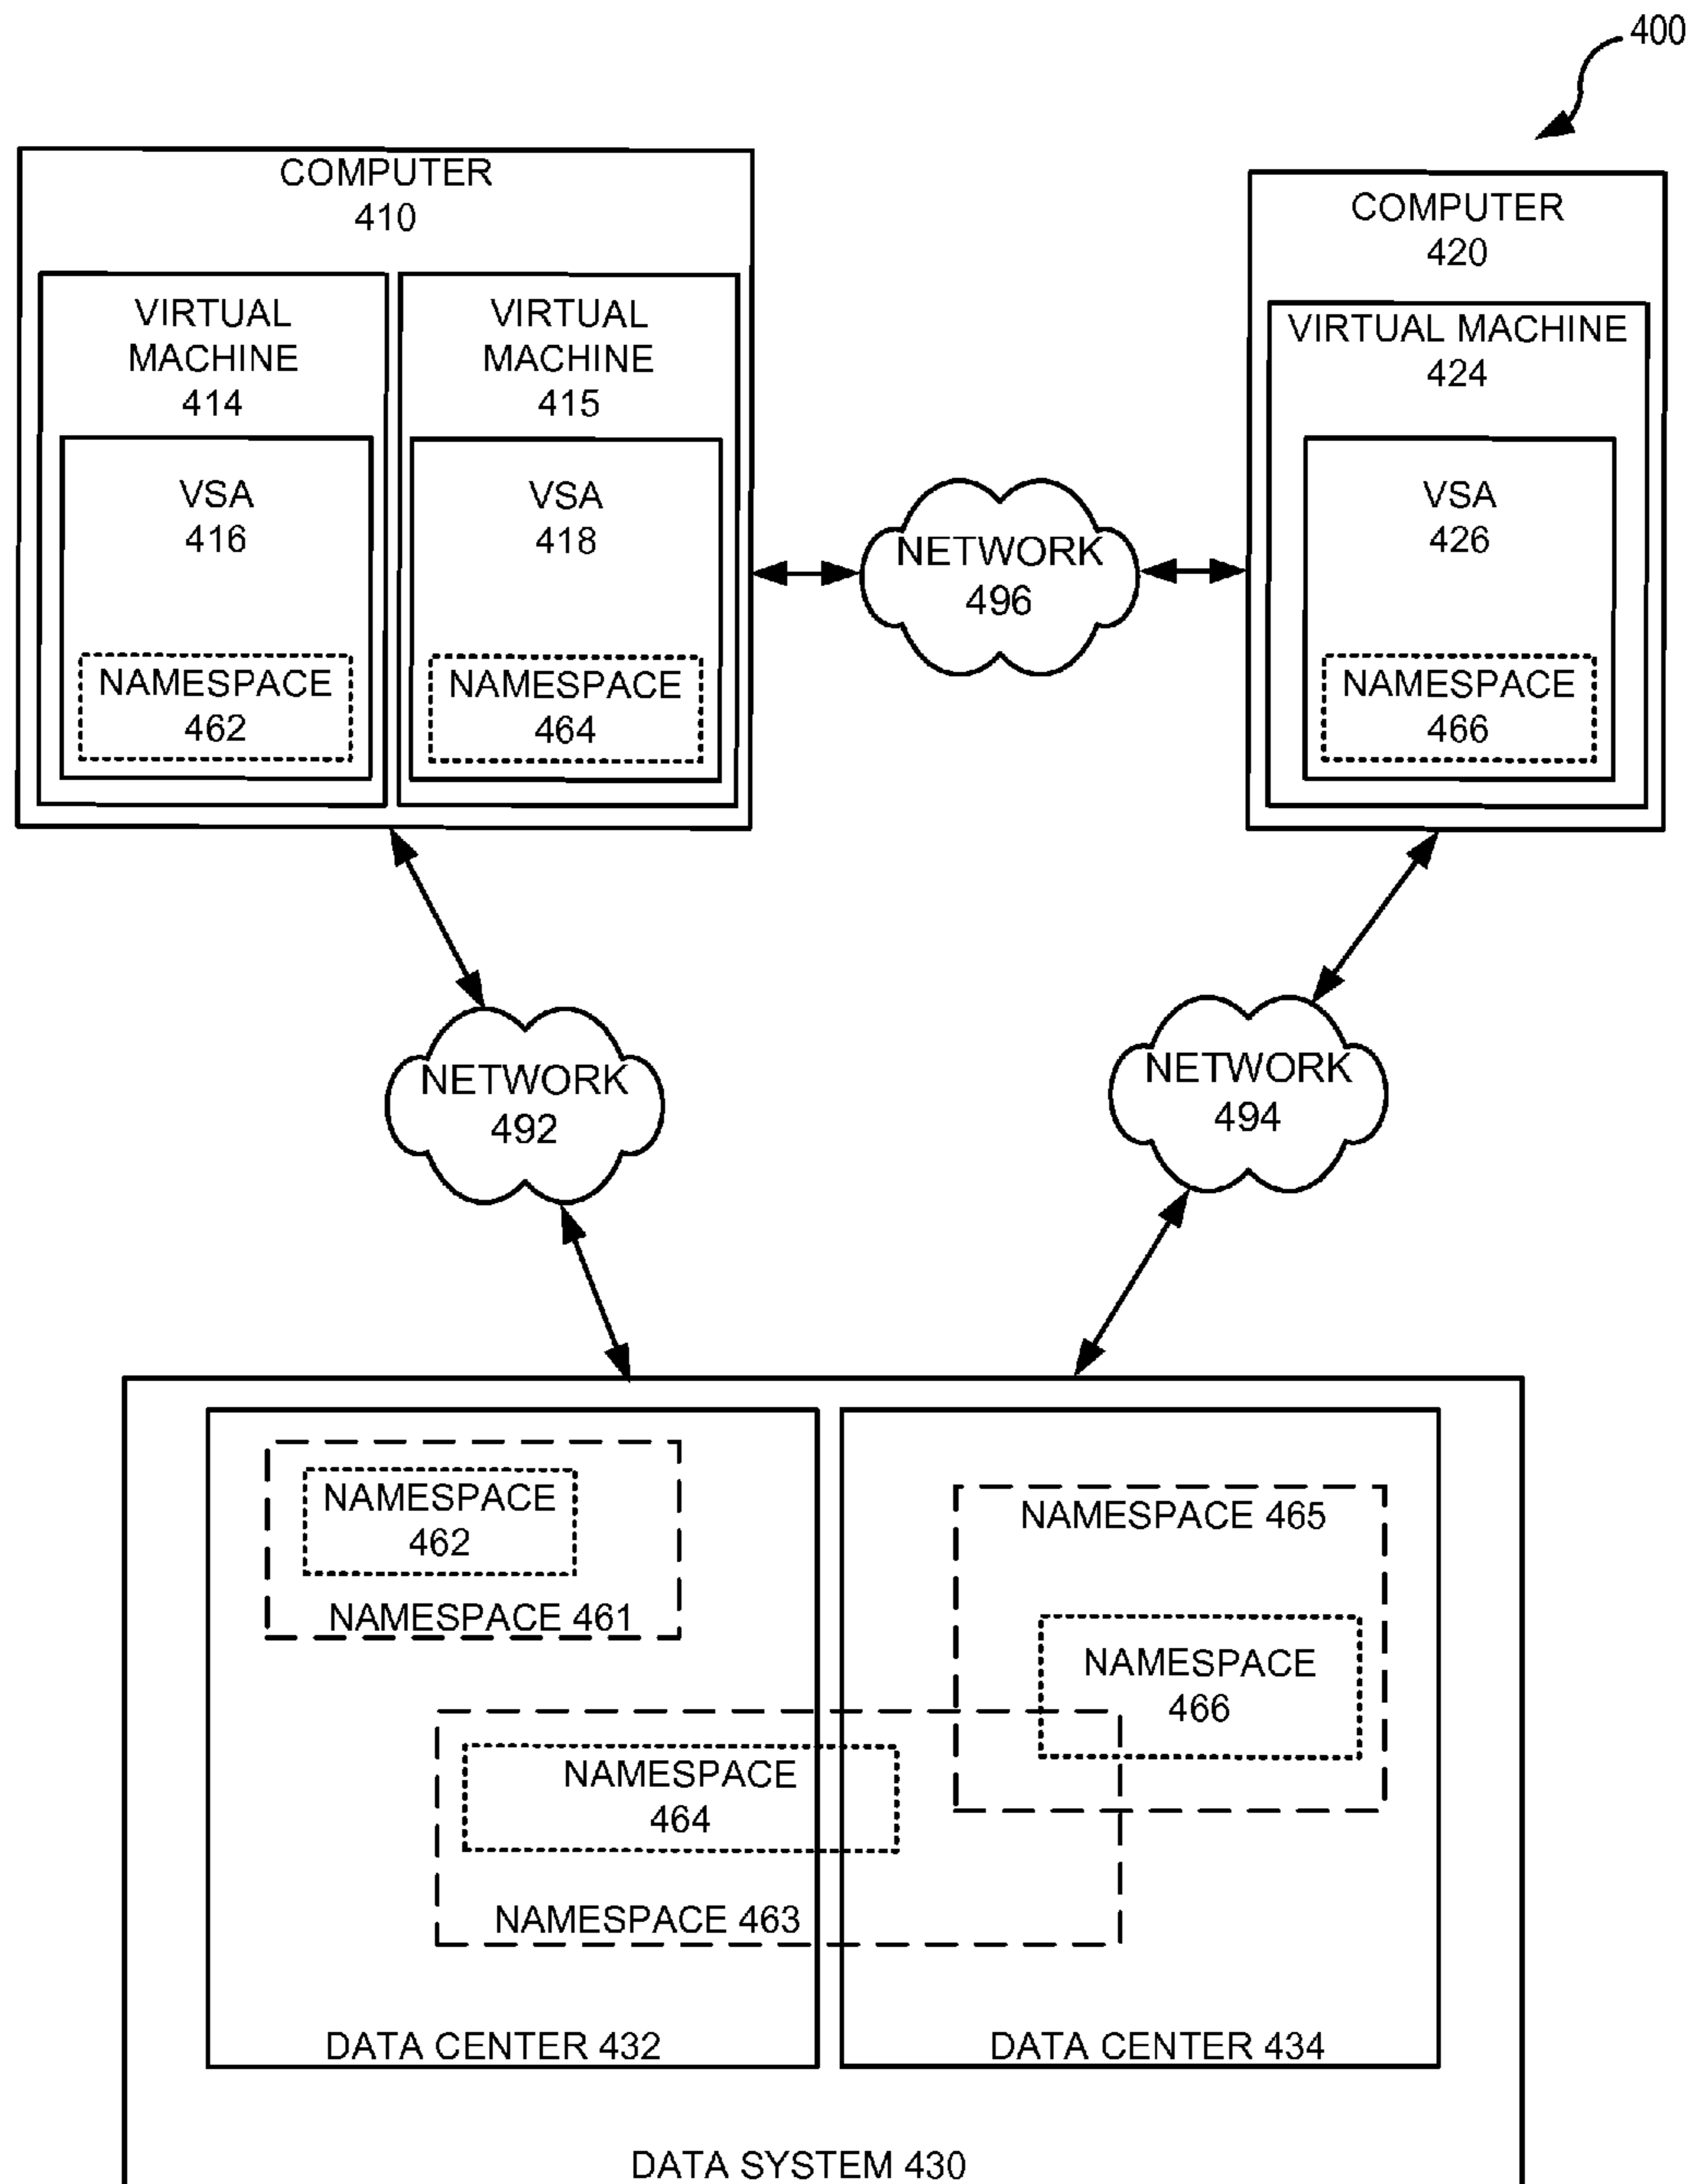 400
COMPUTER
410
VIRTUAL
MACHINE
414
VSA
416
NAMESPACE
462
VIRTUAL
MACHINE
415
VSA
418
NAMESPACE
464
NETWORK
496
COMPUTER
420
VIRTUAL MACHINE
424
VSA
426
NAMESPACE
466
NETWORK
492
NETWORK
494
NAMESPACE
462
NAMESPACE 461
NAMESPACE 465
NAMESPACE
466
NAMESPACE
464
NAMESPACE 463
DATA CENTER 432
DATA CENTER 434
DATA SYSTEM 430